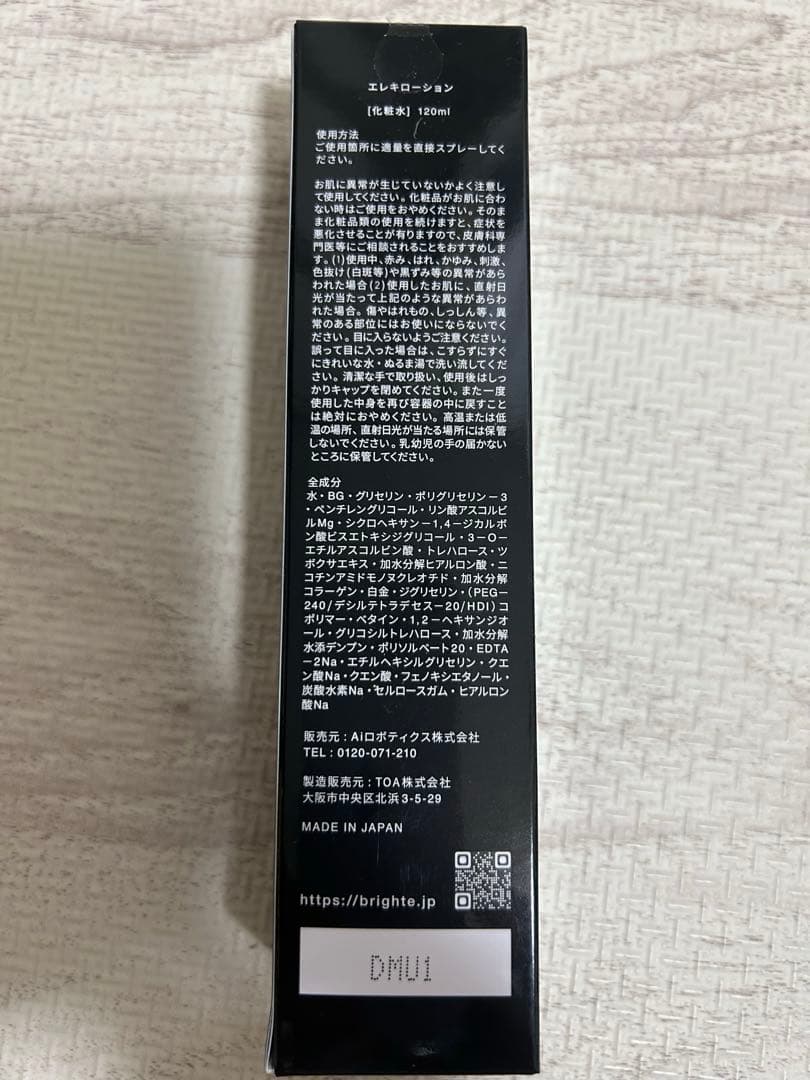 エレキローション
[化粧水] 120ml
使用方法
ご使用箇所に適量を直接スプレーしてく
ださい。
お肌に異常が生じていないかよく注意し
て使用してください。化粧品がお肌に合わ
ない時はご使用をおやめください。そのま
ま化粧品類の使用を続けますと、症状を
悪化させることが有りますので、皮膚科専
門医等にご相談されることをおすすめしま
す。(1)使用中、赤み、はれ、かゆみ、刺激、
色抜け(白斑等)や黒ずみ等の異常があら
われた場合(2)使用したお肌に、直射日
光が当たって上記のような異常があらわ
れた場合。傷やはれもの、しっしん等、異
常のある部位にはお使いにならないでく
ださい。目に入らないようご注意ください。
誤って目に入った場合は、こすらずにすぐ
にきれいな水・ぬるま湯で洗い流してくだ
さい。清潔な手で取り扱い、使用後はしっ
かりキャップを閉めてください。また一度
使用した中身を再び容器の中に戻すこと
は絶対におやめください。高温または低
温の場所、直射日光が当たる場所には保管
しないでください。乳幼児の手の届かない
ところに保管してください。
全成分
水・BG・グリセリン・ポリグリセリン－3
・ペンチレングリコール・リン酸アスコルビ
ルMg・シクロヘキサン－1,4－ジカルボ
ン酸ビスエトキシジグリコール・3－O－
エチルアスコルビン酸・トレハロース・ツ
ボクサエキス・加水分解ヒアルロン酸・ニ
コチンアミドモノヌクレオチド・加水分解
コラーゲン・白金・ジグリセリン・(PEG－
240/デシルテトラデセス－20/HDI)コ
ポリマー・ベタイン・1,2－ヘキサンジオ
ール・グリコシルトレハロース・加水分解
水添デンプン・ポリソルベート20・EDTA
－2Na・エチルヘキシルグリセリン・クエ
ン酸Na・クエン酸・フェノキシエタノール・
炭酸水素Na・セルロースガム・ヒアルロン
酸Na
販売元：Aiロボティクス株式会社
TEL：0120-071-210
製造販売元：TOA株式会社
大阪市中央区北浜3-5-29
MADE IN JAPAN
https://brighte.jp
DMU1